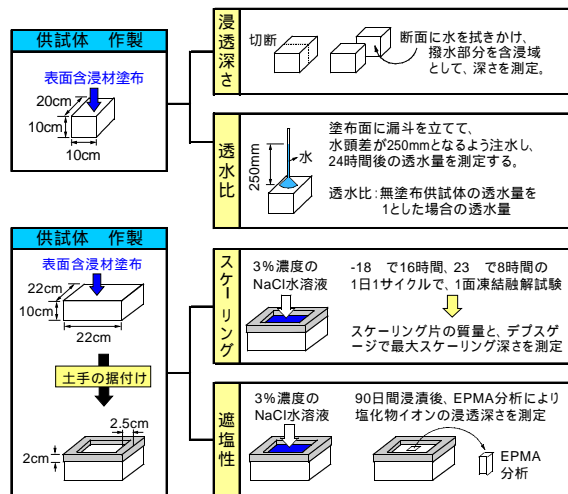 供試体 作製
表面含浸材塗布
20cm
10cm
10cm
浸透深さ
切断
断面に水を拭きかけ、
撥水部分を含浸域
として、深さを測定。
透水比
250mm
水
塗布面に漏斗を立てて、
水頭差が250mmとなるよう注水し、
24時間後の透水量を測定する。
透水比：無塗布供試体の透水量を
1とした場合の透水量
供試体 作製
表面含浸材塗布
22cm
10cm
22cm
土手の据付け
2.5cm
2cm
スケーリング
3%濃度の
NaCl水溶液
-18 で16時間、23 で8時間の
1日1サイクルで、1面凍結融解試験
スケーリング片の質量と、デプスゲ
ージで最大スケーリング深さを測定
遮塩性
3%濃度の
NaCl水溶液
90日間浸漬後、EPMA分析により
塩化物イオンの浸透深さを測定
EPMA
分析